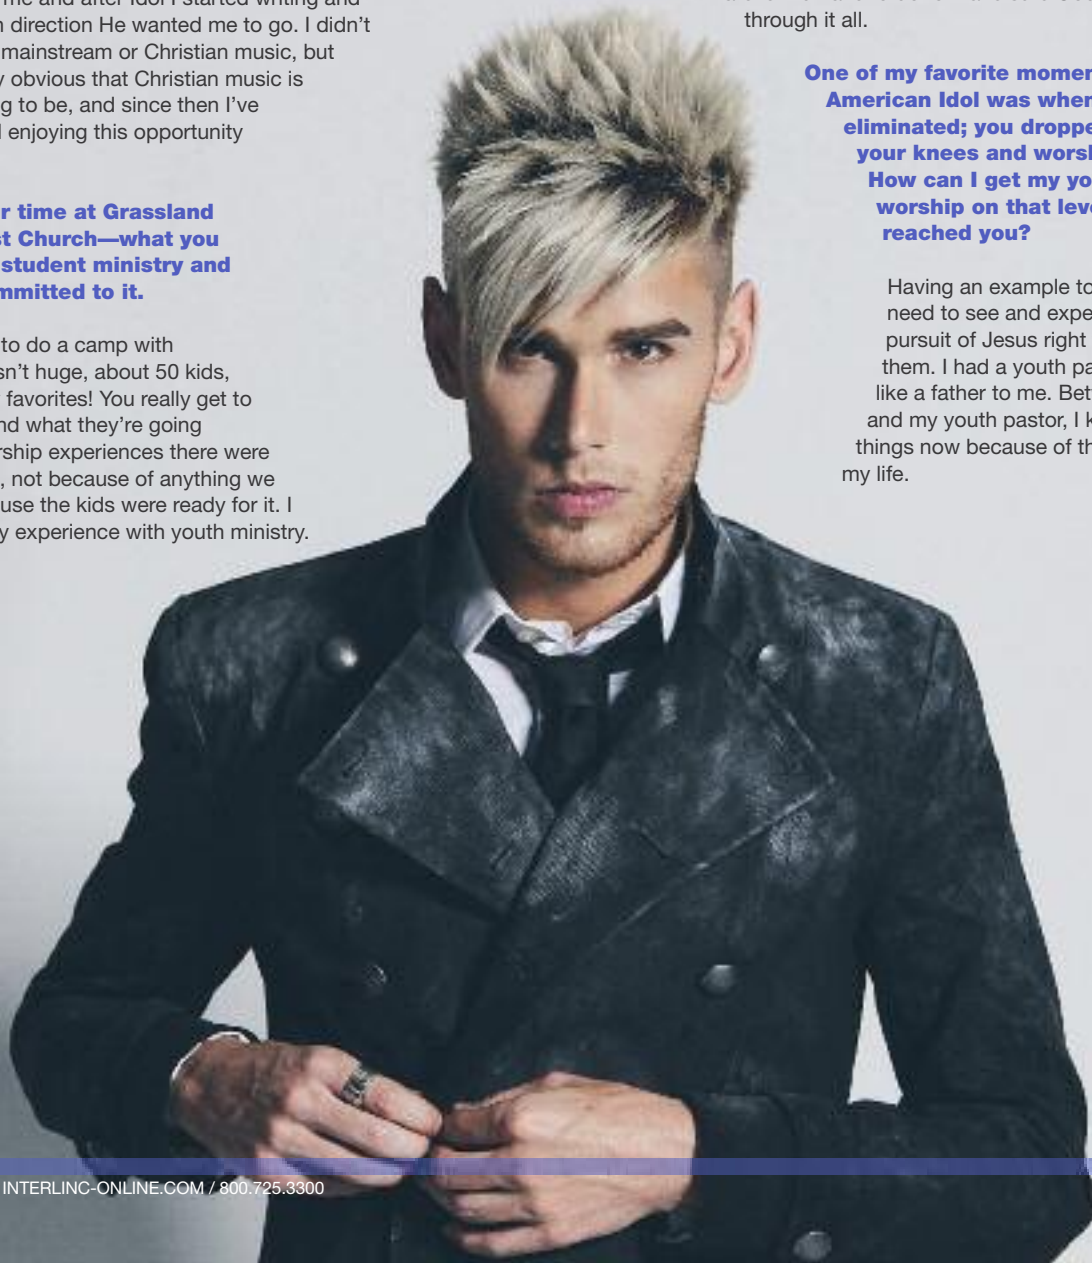 me and after Idol I started writing and
n direction He wanted me to go. I didn't
mainstream or Christian music, but
y obvious that Christian music is
g to be, and since then I've
enjoying this opportunity
r time at Grassland
st Church—what you
student ministry and
mmitted to it.
to do a camp with
sn't huge, about 50 kids,
favorites! You really get to
nd what they're going
rship experiences there were
, not because of anything we
use the kids were ready for it. I
y experience with youth ministry.
through it all.
One of my favorite momen
American Idol was when
eliminated; you droppe
your knees and worsh
How can I get my yo
worship on that leve
reached you?
Having an example to
need to see and expe
pursuit of Jesus right
them. I had a youth pa
like a father to me. Bet
and my youth pastor, I k
things now because of th
my life.
INTERLINC-ONLINE.COM / 800.725.3300